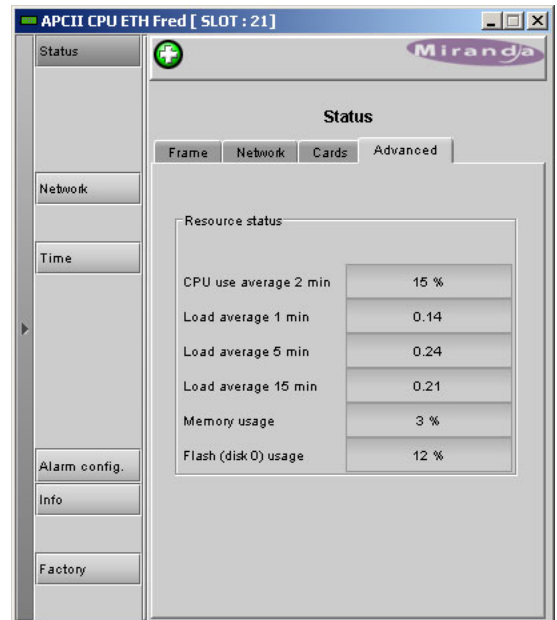 APCII CPU ETH Fred [ SLOT : 21]
Status
Miranda
Status
Frame Network Cards Advanced
Network
Resource status
Time
CPU use average 2 min 15 %
Load average 1 min 0.14
Load average 5 min 0.24
Load average 15 min 0.21
Memory usage 3 %
Flash (disk 0) usage 12 %
Alarm config.
Info
Factory